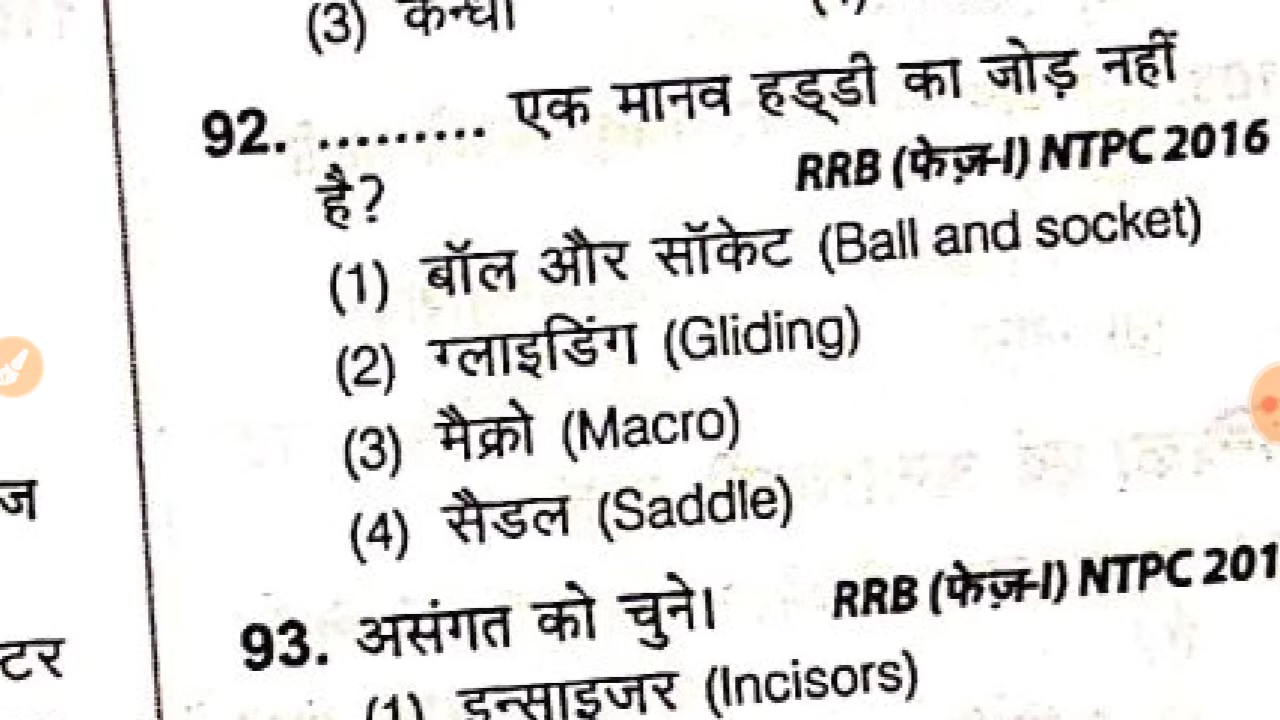 (3) कन्धा
92. ......... एक मानव हड्डी का जोड़ नहीं
है? RRB (फेज़-I) NTPC 2016
(1) बॉल और सॉकेट (Ball and socket)
(2) ग्लाइडिंग (Gliding)
(3) मैक्रो (Macro)
ज
(4) सैडल (Saddle)
93. असंगत को चुने। RRB (फेज़-I) NTPC 201
टर
(1) इन्साइजर (Incisors)